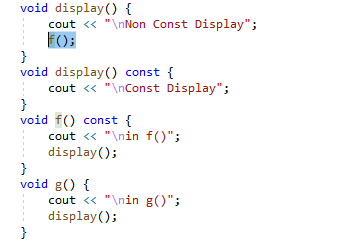 void display() {
    cout << "\nNon Const Display";
    f();
}
void display() const {
    cout << "\nConst Display";
}
void f() const {
    cout << "\nin f()";
    display();
}
void g() {
    cout << "\nin g()";
    display();
}